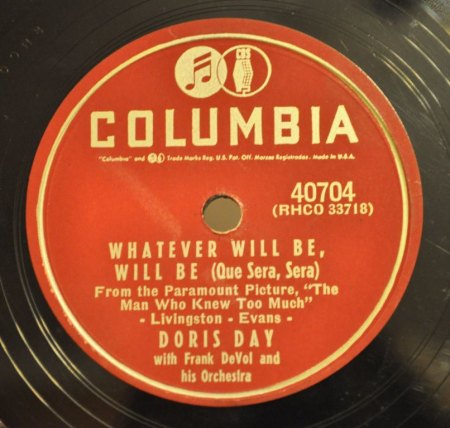 CBS
COLUMBIA
"Columbia" and Trade Marks Reg. U.S. Pat. Off. Marcas Registradas. Made in U.S.A.
40704
(RHCO 33718)
WHATEVER WILL BE,
WILL BE (Que Sera, Sera)
From the Paramount Picture, "The
Man Who Knew Too Much"
- Livingston - Evans -
DORIS DAY
with Frank DeVol and
his Orchestra